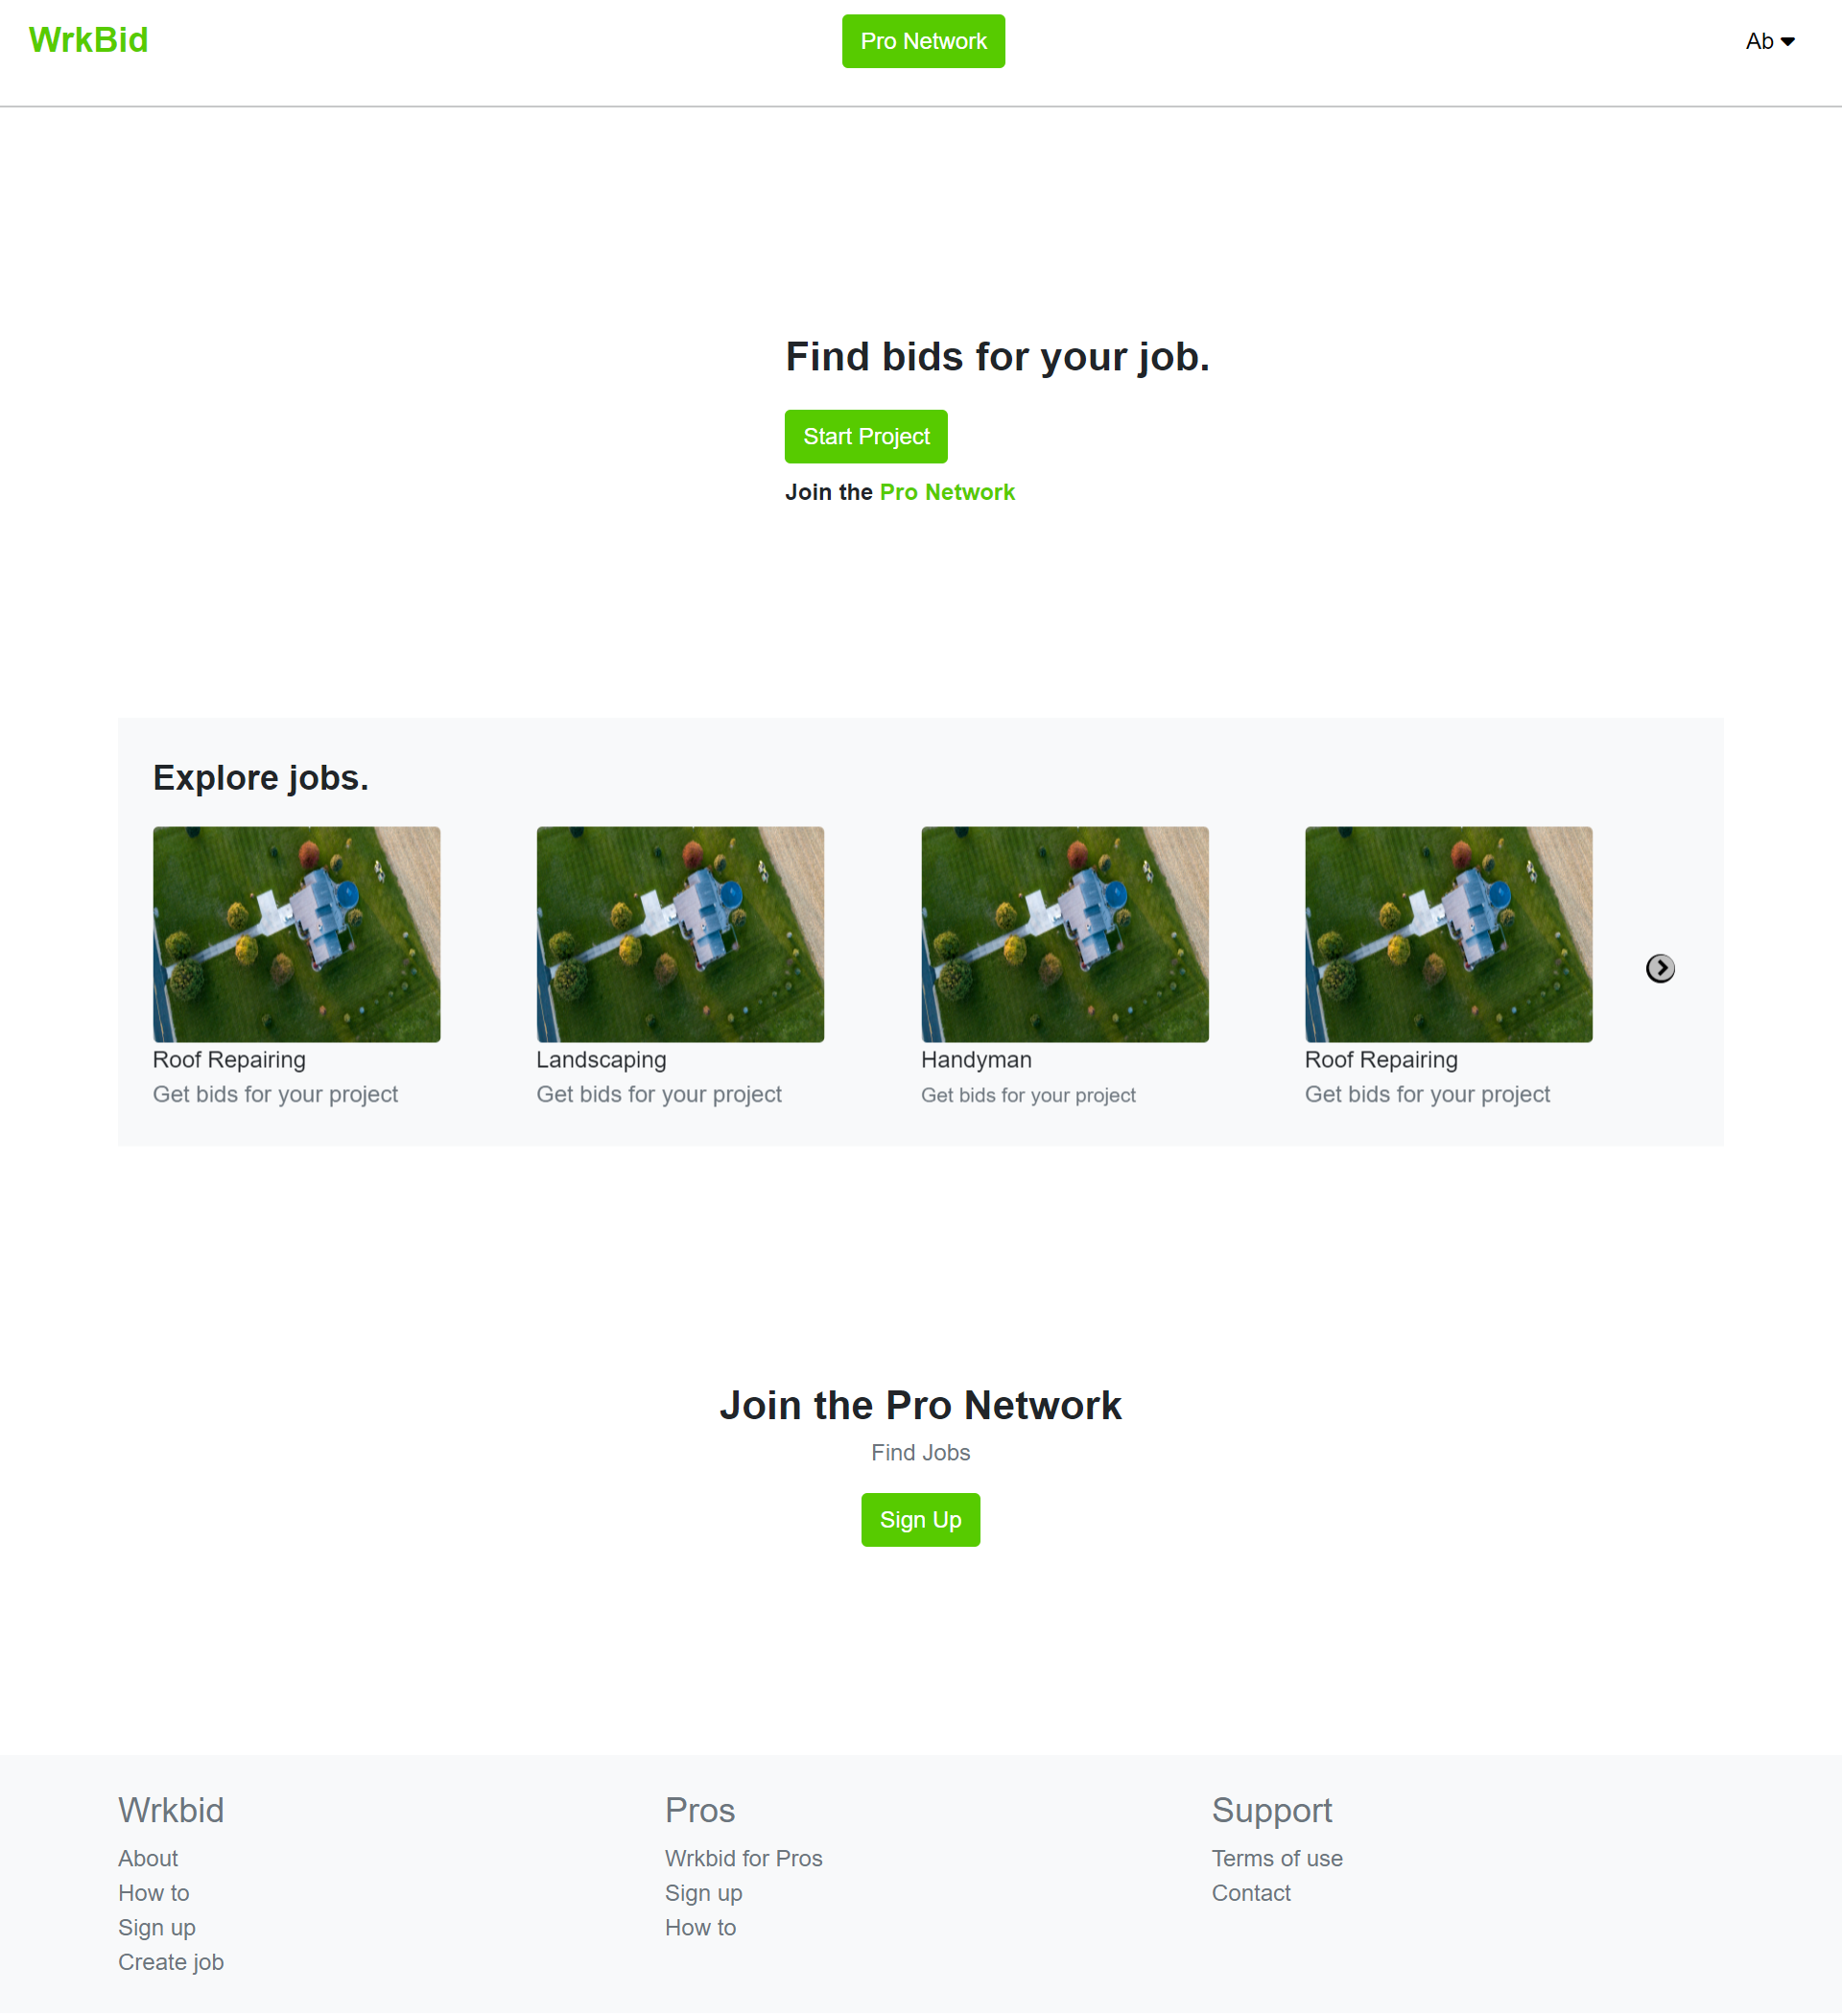 WrkBid
Pro Network
Ab
Find bids for your job.
Start Project
Join the Pro Network
Explore jobs.
Roof Repairing
Get bids for your project
Landscaping
Get bids for your project
Handyman
Get bids for your project
Roof Repairing
Get bids for your project
Join the Pro Network
Find Jobs
Sign Up
Wrkbid
About
How to
Sign up
Create job
Pros
Wrkbid for Pros
Sign up
How to
Support
Terms of use
Contact